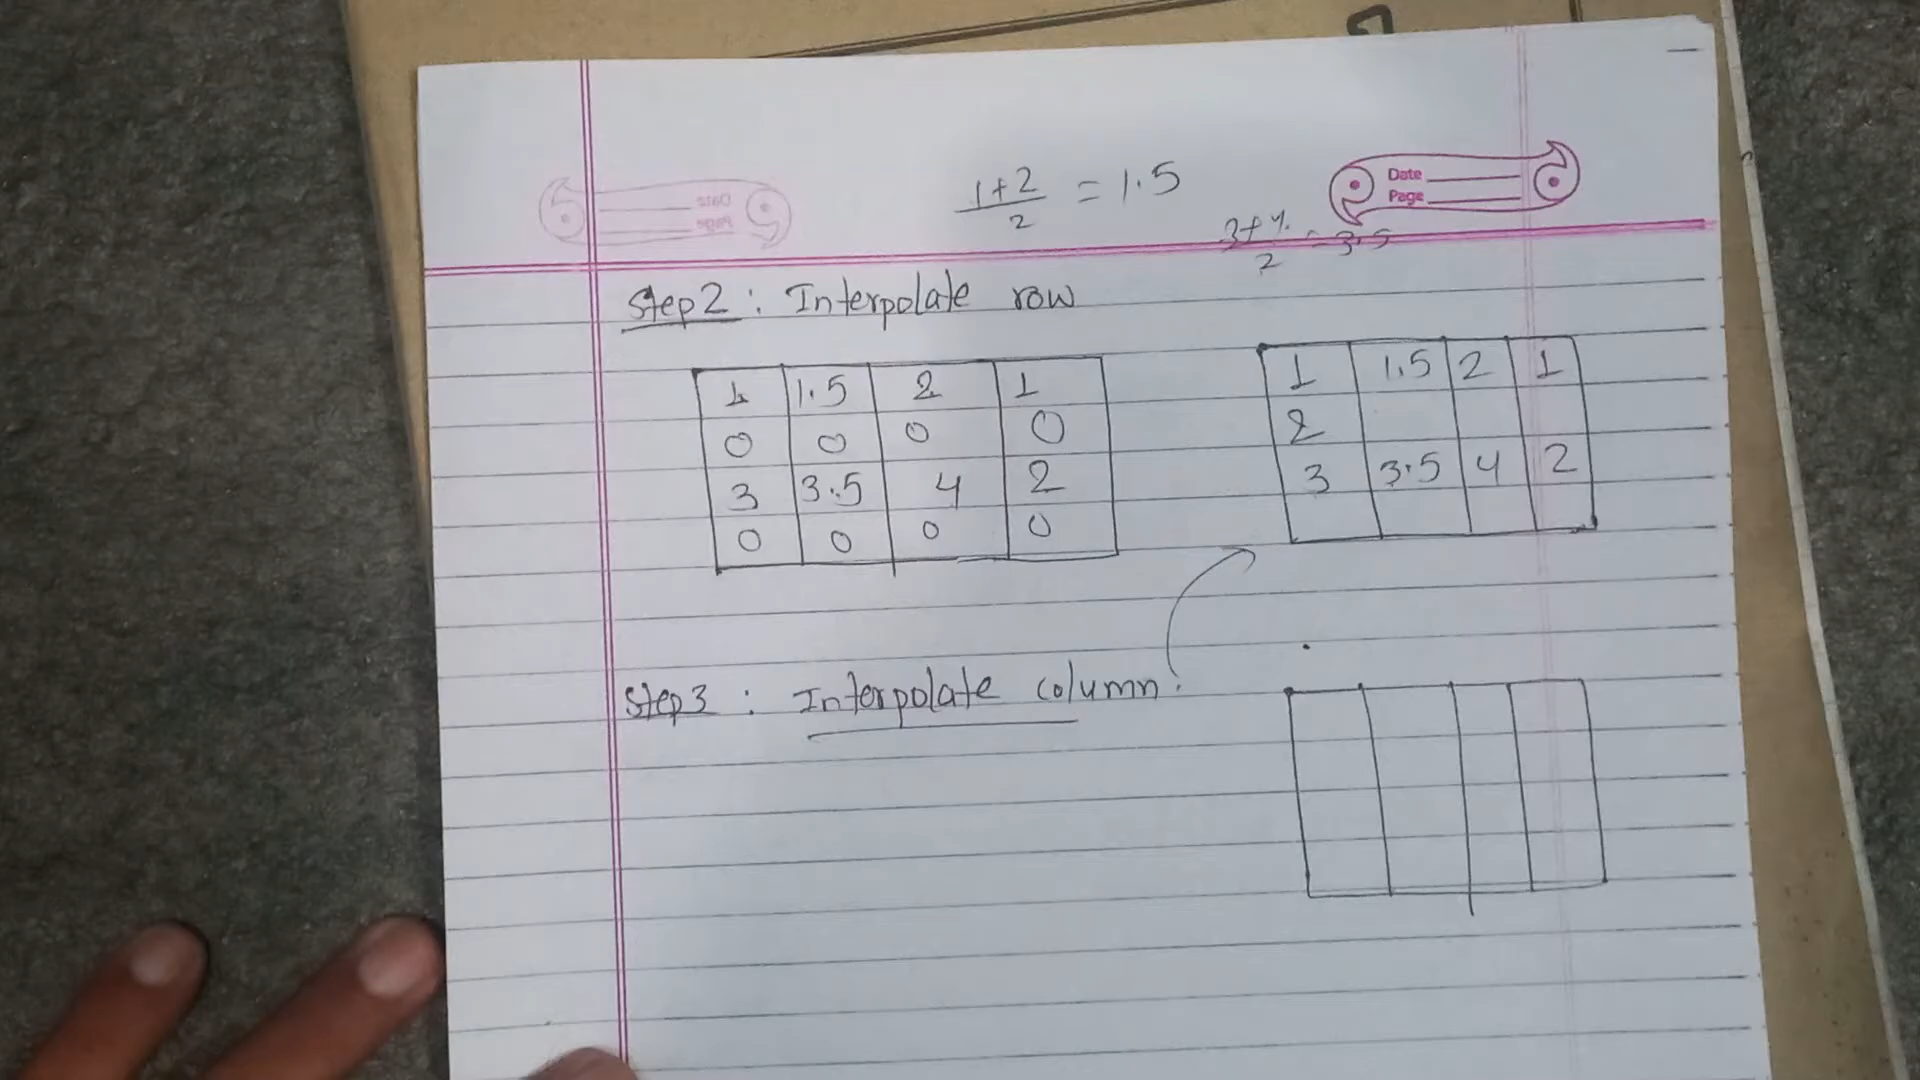 1+2
2
= 1.5
Date
Page
3+4
2
= 3.5
Step 2 : Interpolate row
1 1.5 2 1
0 0 0 0
3 3.5 4 2
0 0 0 0
1 1.5 2 1
2
3 3.5 4 2
Step 3 : Interpolate column :